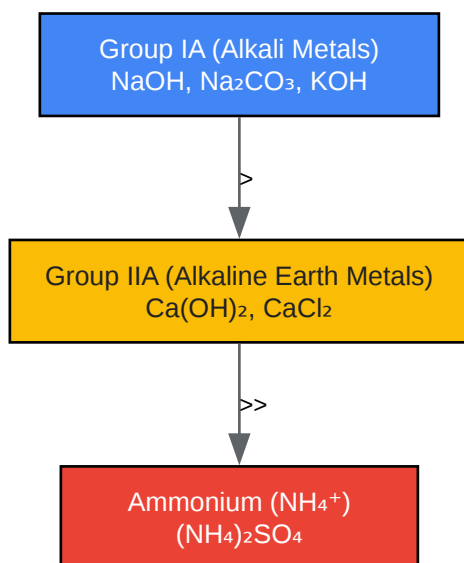 Group IA (Alkali Metals)
NaOH, Na₂CO₃, KOH
>
Group IIA (Alkaline Earth Metals)
Ca(OH)₂, CaCl₂
>>
Ammonium (NH₄⁺)
(NH₄)₂SO₄